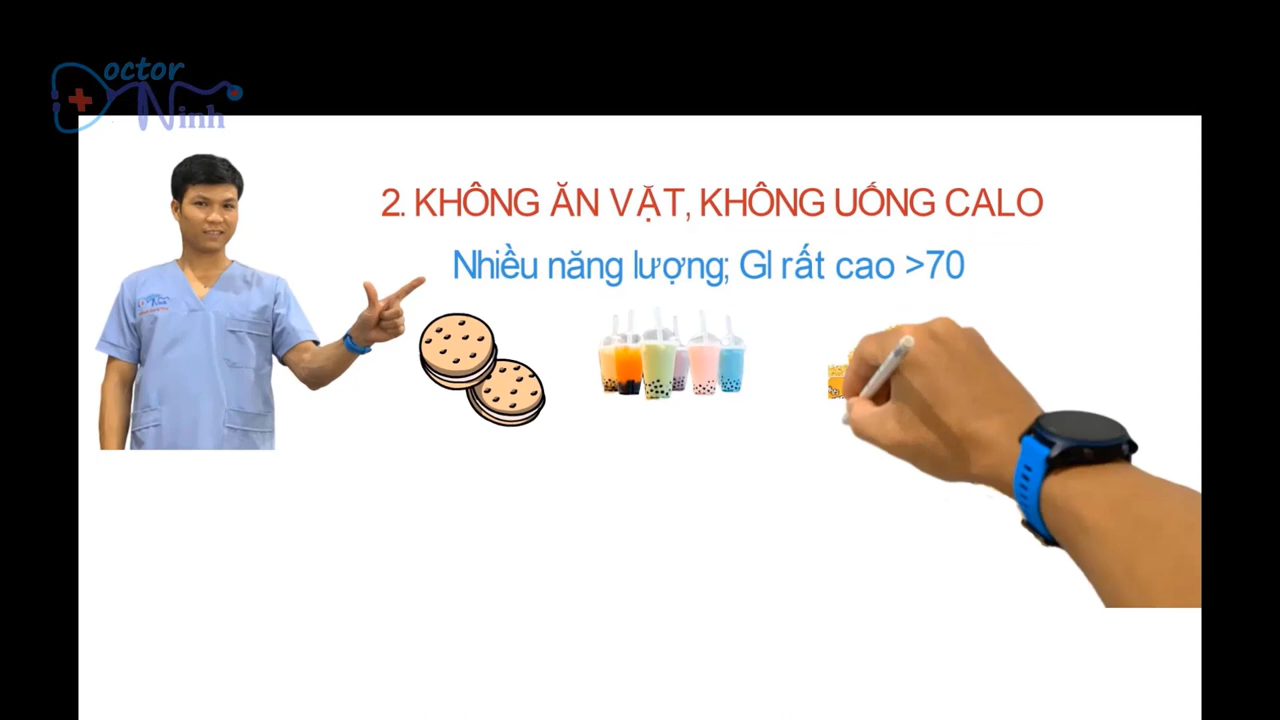 Doctor
Ninh
2. KHÔNG ĂN VẶT, KHÔNG UỐNG CALO
Nhiều năng lượng; GI rất cao >70